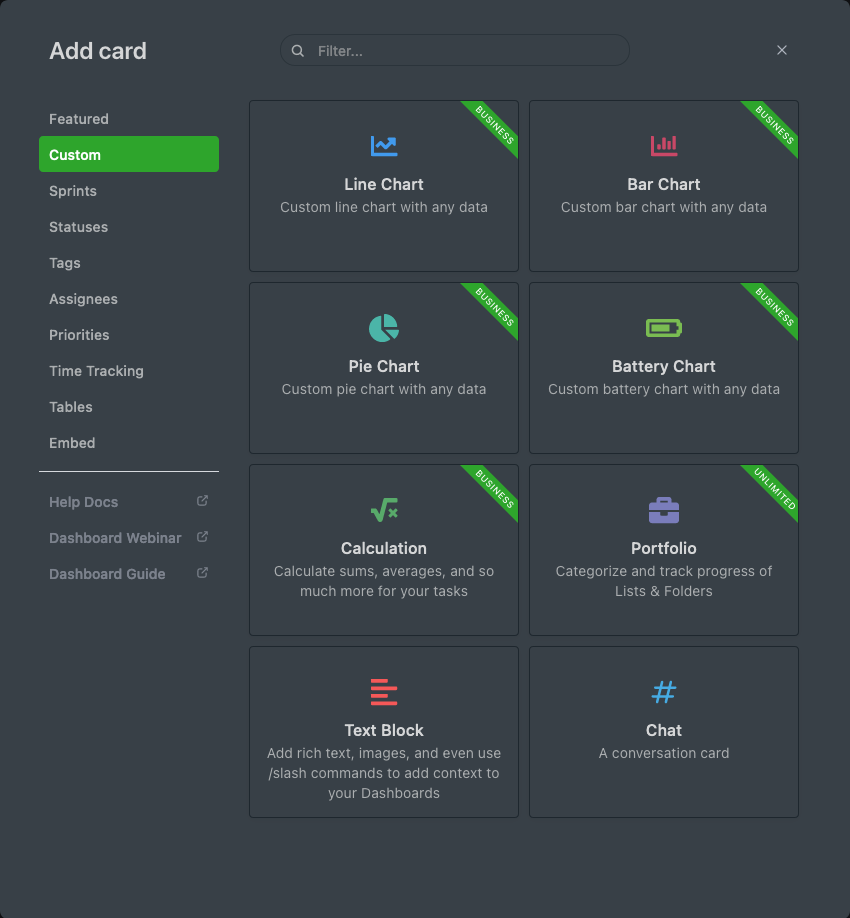 Add card
Filter...
Featured
Custom
Sprints
Statuses
Tags
Assignees
Priorities
Time Tracking
Tables
Embed
Help Docs
Dashboard Webinar
Dashboard Guide
BUSINESS
Line Chart
Custom line chart with any data
BUSINESS
Bar Chart
Custom bar chart with any data
BUSINESS
Pie Chart
Custom pie chart with any data
BUSINESS
Battery Chart
Custom battery chart with any data
BUSINESS
Calculation
Calculate sums, averages, and so
much more for your tasks
UNLIMITED
Portfolio
Categorize and track progress of
Lists & Folders
Text Block
Add rich text, images, and even use
/slash commands to add context to
your Dashboards
Chat
A conversation card